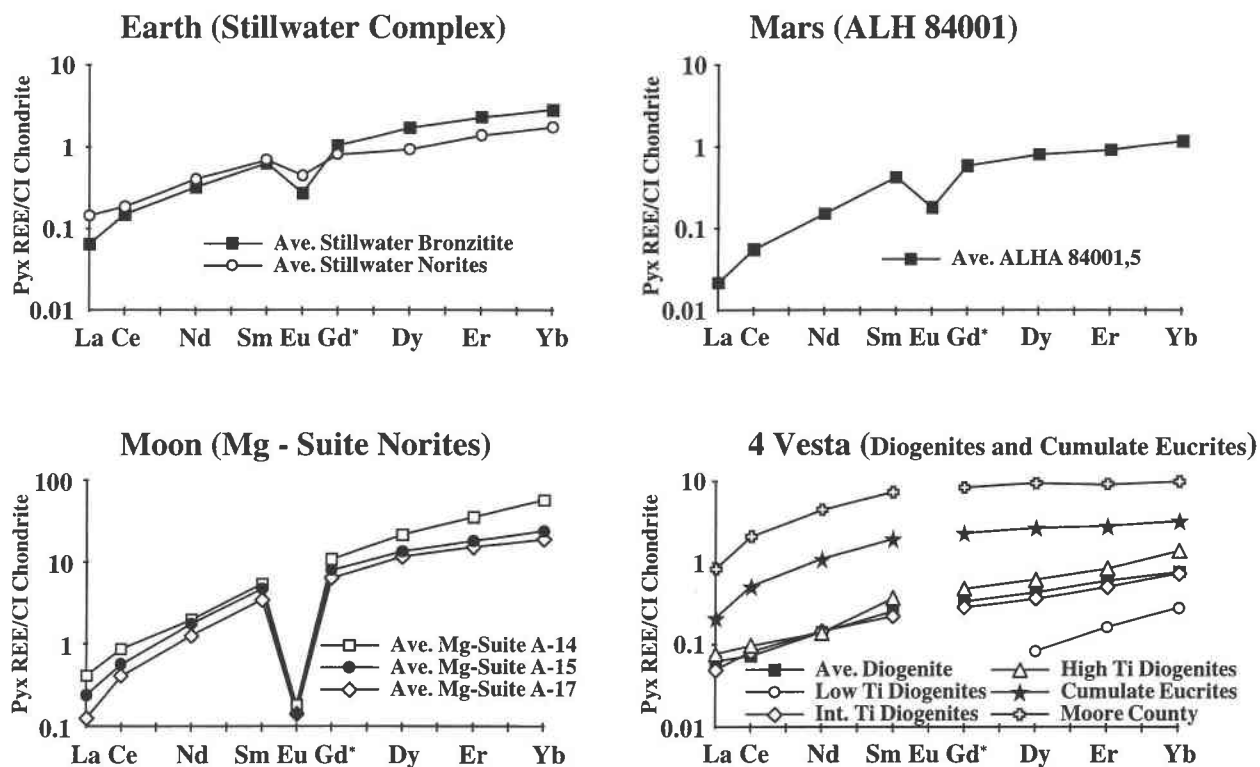 Earth (Stillwater Complex)
Pyx REE/CI Chondrite
10
1
0.1
0.01
Ave. Stillwater Bronzitite
Ave. Stillwater Norites
La Ce Nd Sm Eu Gd* Dy Er Yb
Mars (ALH 84001)
Pyx REE/CI Chondrite
10
1
0.1
0.01
Ave. ALHA 84001,5
La Ce Nd Sm Eu Gd* Dy Er Yb
Moon (Mg - Suite Norites)
Pyx REE/CI Chondrite
100
10
1
0.1
Ave. Mg-Suite A-14
Ave. Mg-Suite A-15
Ave. Mg-Suite A-17
La Ce Nd Sm Eu Gd* Dy Er Yb
4 Vesta (Diogenites and Cumulate Eucrites)
Pyx REE/CI Chondrite
10
1
0.1
0.01
Ave. Diogenite
Low Ti Diogenites
Int. Ti Diogenites
High Ti Diogenites
Cumulate Eucrites
Moore County
La Ce Nd Sm Eu Gd* Dy Er Yb